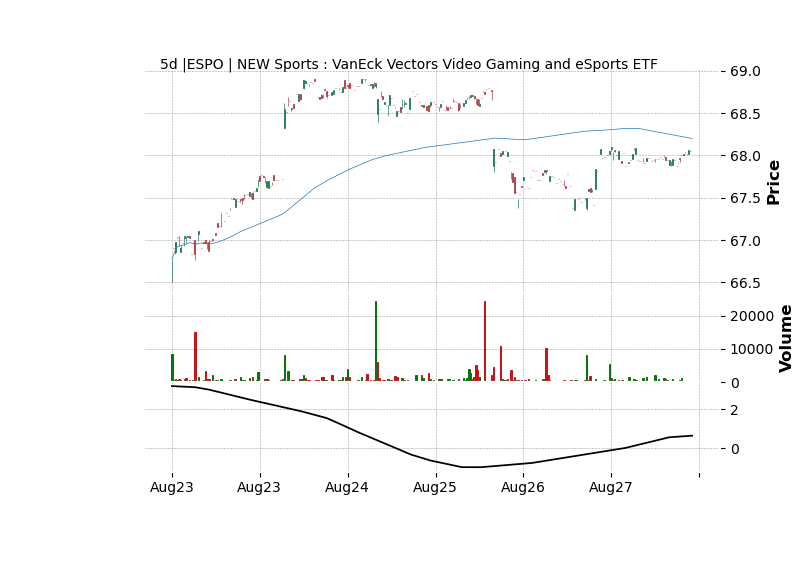 5d |ESPO | NEW Sports : VanEck Vectors Video Gaming and eSports ETF
69.0
68.5
68.0
67.5
67.0
66.5
Price
20000
10000
0
Volume
2
0
Aug23 Aug23 Aug24 Aug25 Aug26 Aug27